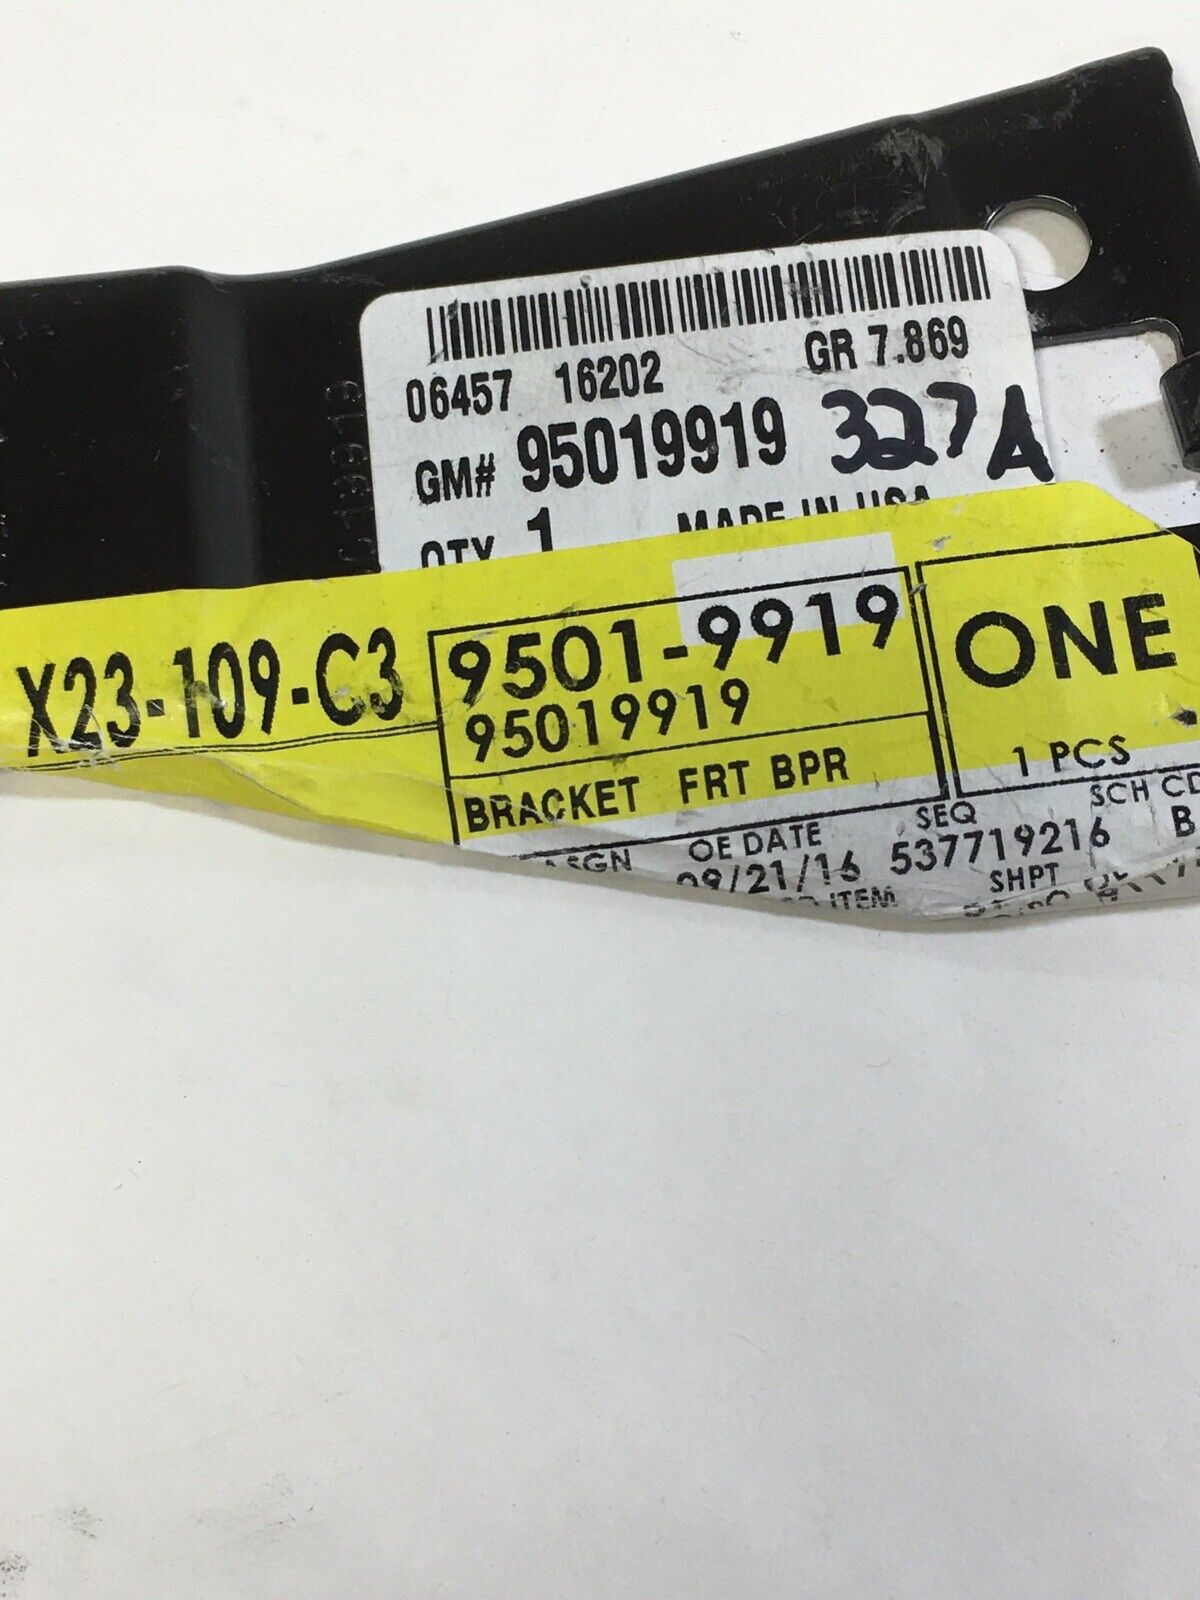 06457 16202 GR 7.869
GM# 95019919 327A
QTY 1 MADE IN USA
X23-109-C3
9501-9919
95019919
BRACKET FRT BPR
ONE
1 PCS
OE DATE SEQ SCH CD
09/21/16 537719216 B
ITEM SHPT